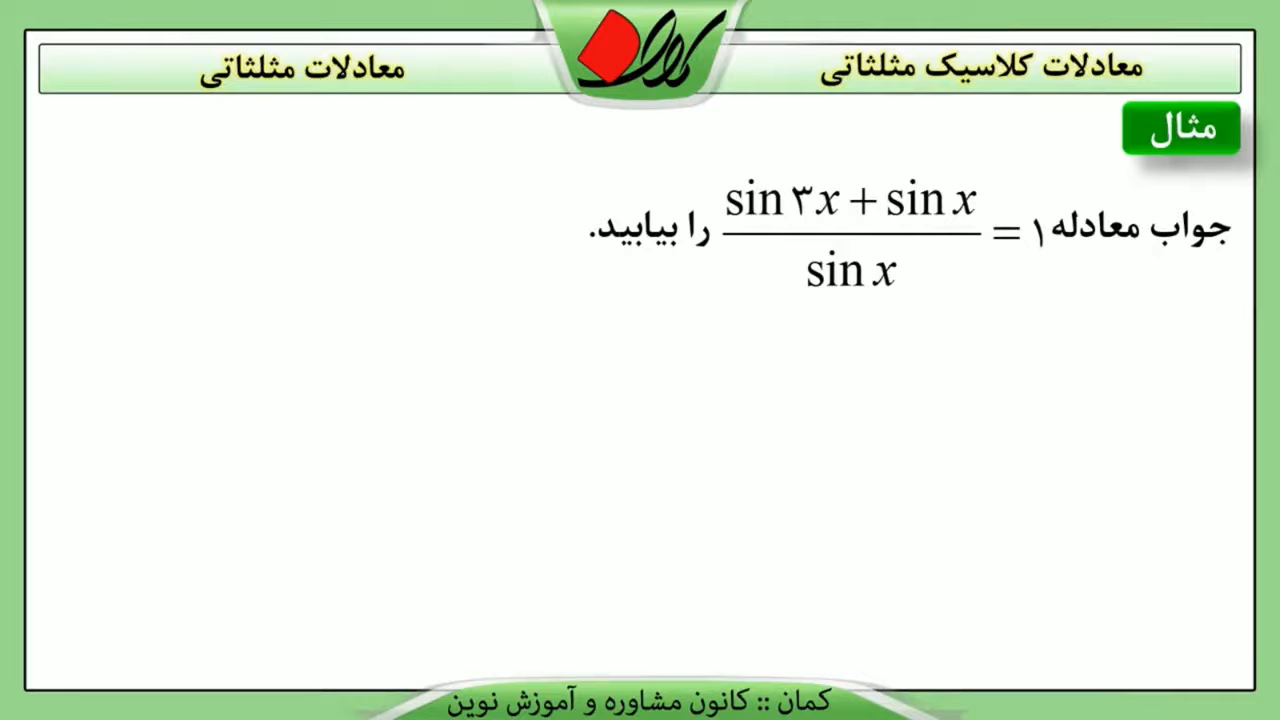 معادلات کلاسیک مثلثاتی
معادلات مثلثاتی
کمان
مثال
جواب معادله (sin ۳x + sin x) / (sin x) = ۱ را بیابید.
کمان :: کانون مشاوره و آموزش نوین